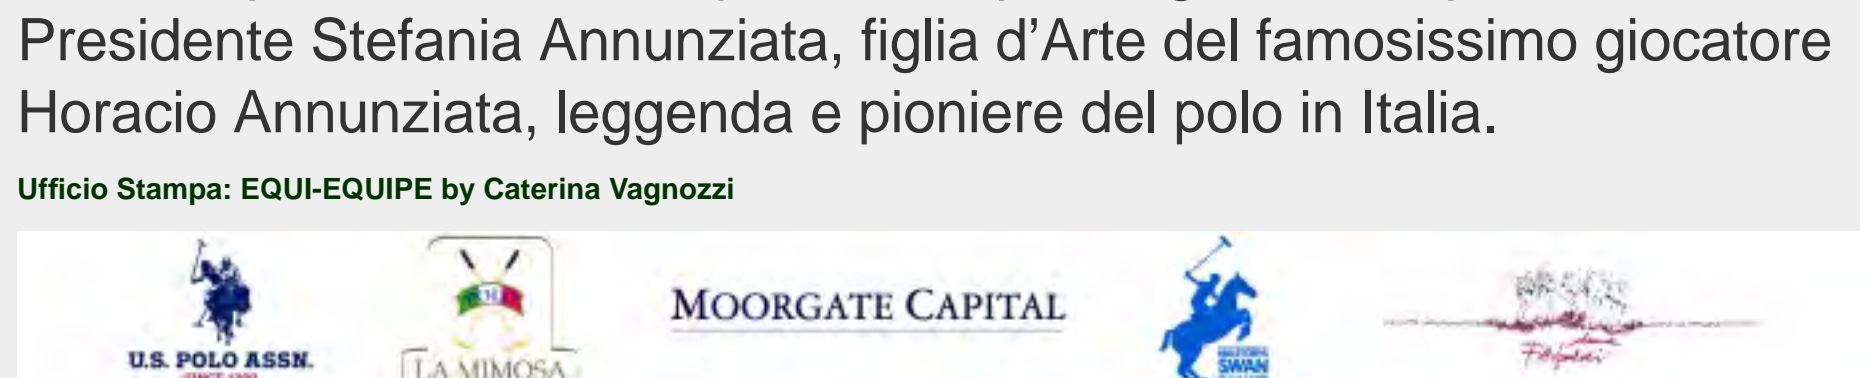 Presidente Stefania Annunziata, figlia d’Arte del famosissimo giocatore
Horacio Annunziata, leggenda e pioniere del polo in Italia.
Ufficio Stampa: EQUI-EQUIPE by Caterina Vagnozzi
U.S. POLO ASSN.
LA MIMOSA
MOORGATE CAPITAL
SWAN